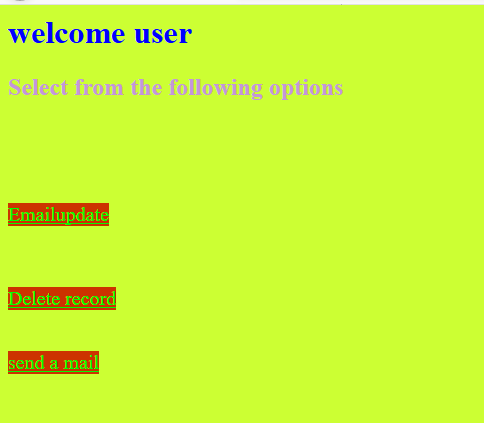 welcome user
Select from the following options
Emailupdate
Delete record
send a mail